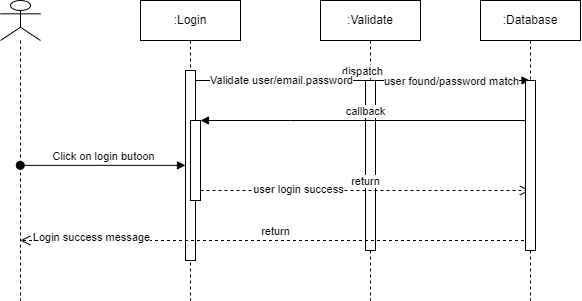 :Login
:Validate
:Database
dispatch
Validate user/email.password
user found/password match
callback
Click on login butoon
return
user login success
return
Login success message